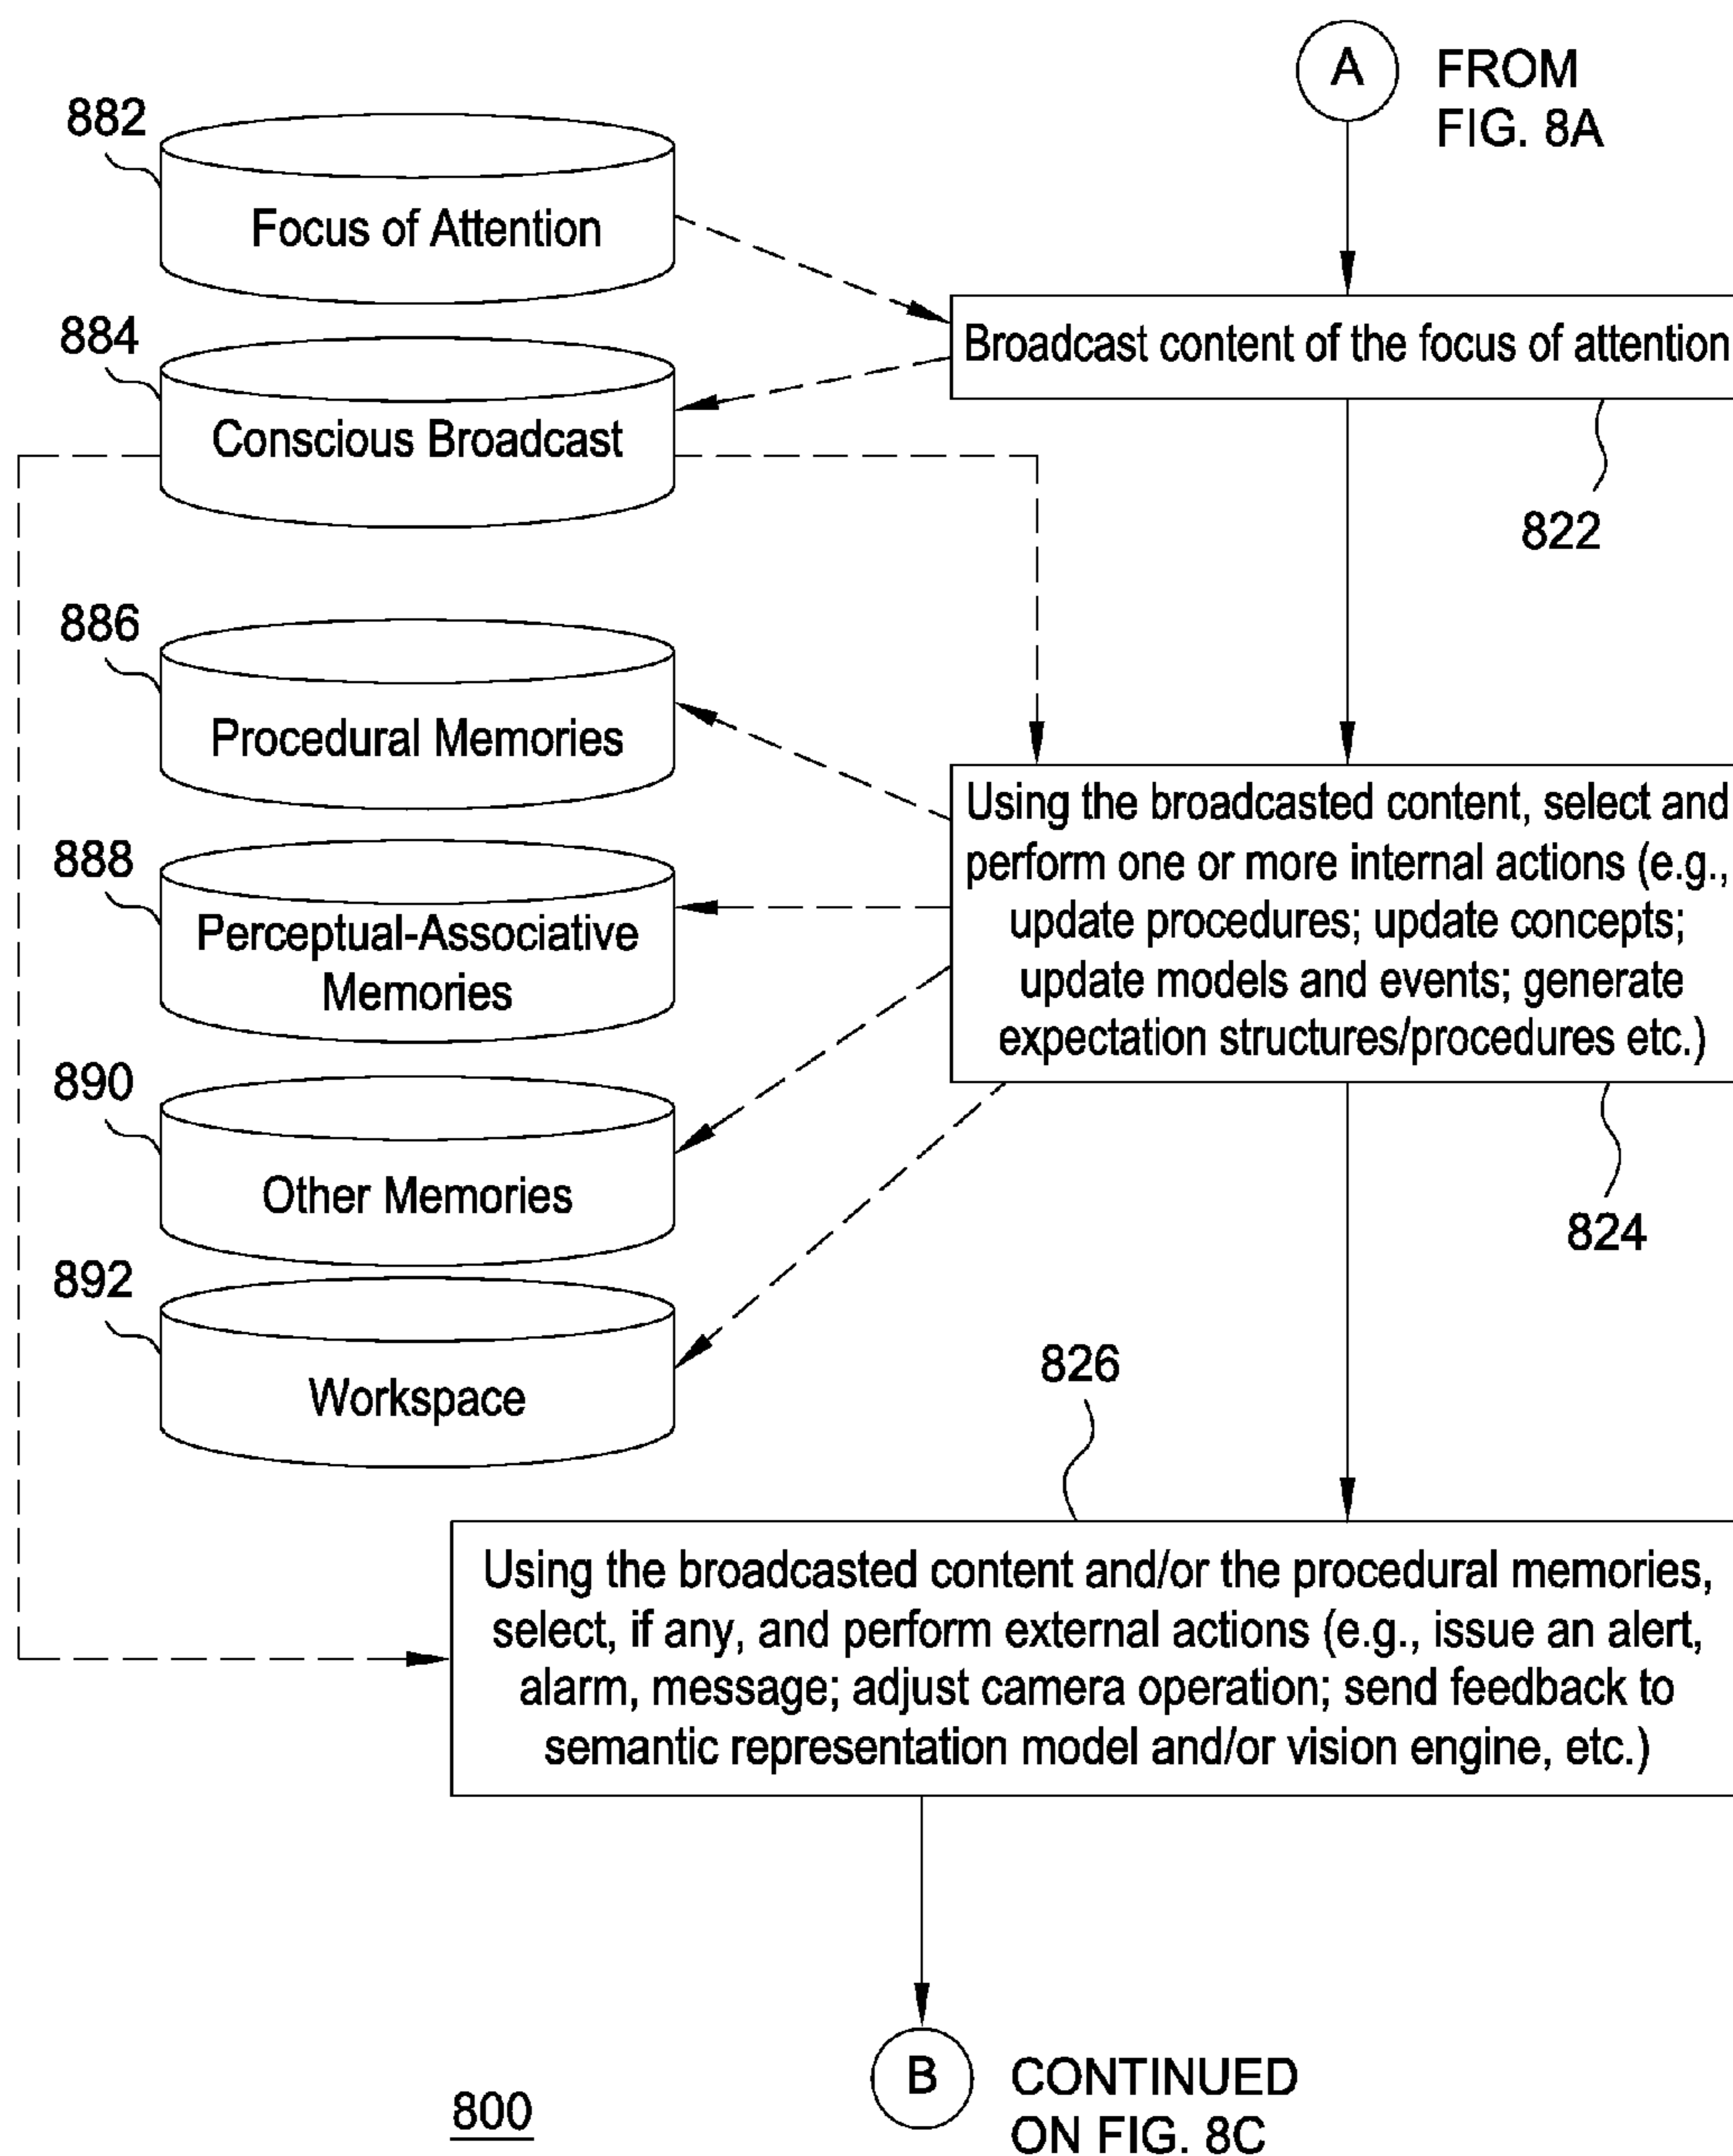 A
FROM
FIG. 8A
882
Focus of Attention
884
Broadcast content of the focus of attention
Conscious Broadcast
822
886
Procedural Memories
Using the broadcasted content, select and
perform one or more internal actions (e.g.,
update procedures; update concepts;
update models and events; generate
expectation structures/procedures etc.)
888
Perceptual-Associative
Memories
890
Other Memories
824
892
Workspace
826
Using the broadcasted content and/or the procedural memories,
select, if any, and perform external actions (e.g., issue an alert,
alarm, message; adjust camera operation; send feedback to
semantic representation model and/or vision engine, etc.)
B
CONTINUED
ON FIG. 8C
800